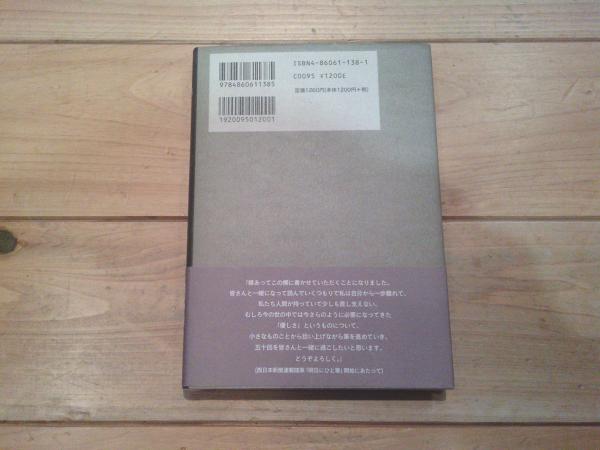 ISBN4-86061-138-1
C0095 ¥1200E
定価1260円(本体1200円+税)
9784860611385
1920095012001
「縁あってこの欄に書かせていただくことになりました。
皆さんと一緒になって読んでいくつもりで私は自分から一歩離れて、
私たち人間が持っていて少しも差し支えない、
むしろ今の世の中では今さらのように必要になってきた
「優しさ」というものについて、
小さなものごとから拾い上げながら筆を進めていき、
五十回を皆さんと一緒に過ごしたいと思います。
どうぞよろしく。」
(西日本新聞連載随筆「明日にひと筆」開始にあたって)